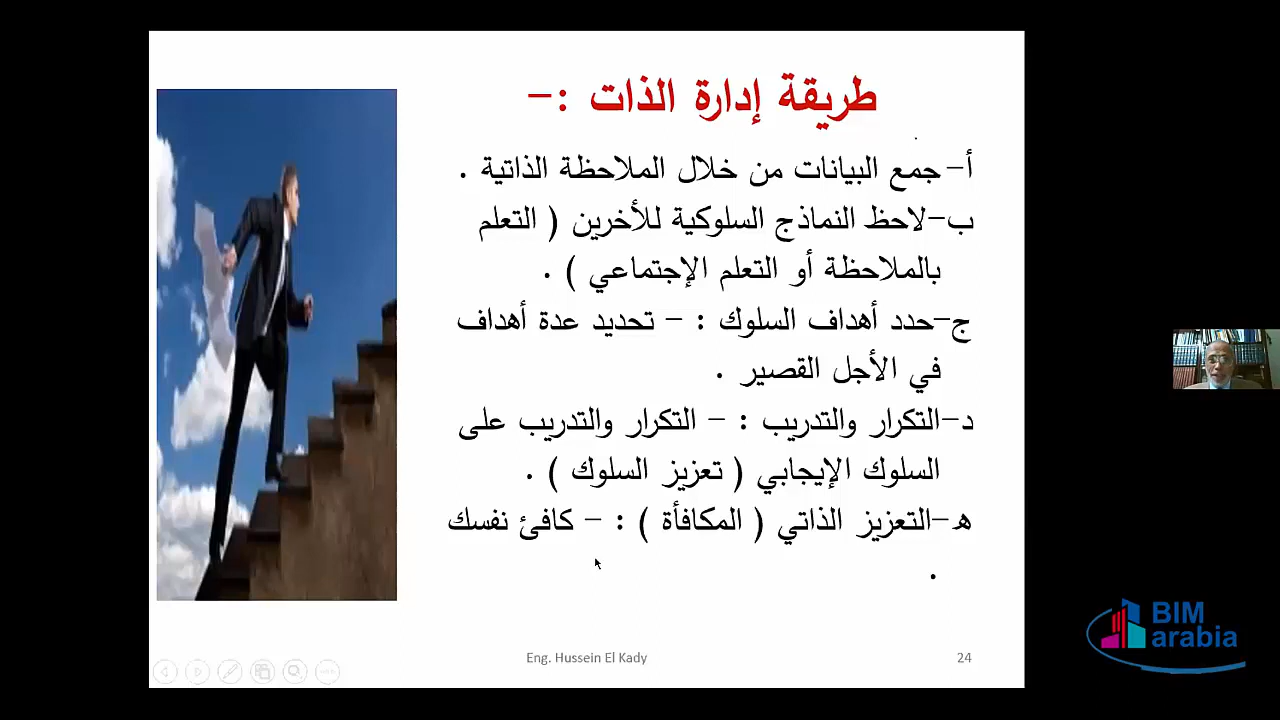 طريقة إدارة الذات :-
أ- جمع البيانات من خلال الملاحظة الذاتية .
ب-لاحظ النماذج السلوكية للأخرين ( التعلم
بالملاحظة أو التعلم الإجتماعي ) .
ج-حدد أهداف السلوك : - تحديد عدة أهداف
في الأجل القصير .
د-التكرار والتدريب : - التكرار والتدريب على
السلوك الإيجابي ( تعزيز السلوك ) .
ه-التعزيز الذاتي ( المكافأة ) : - كافئ نفسك
.
Eng. Hussein El Kady
24
BIM
arabia